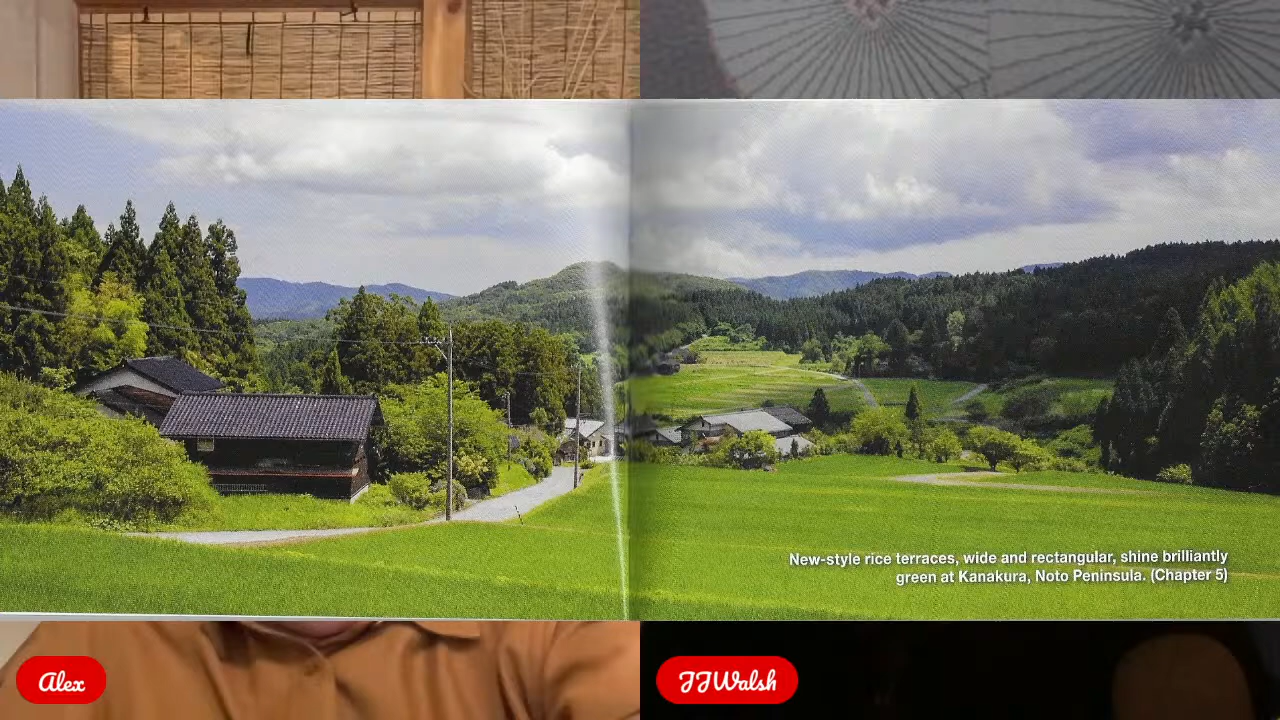 New-style rice terraces, wide and rectangular, shine brilliantly
green at Kanakura, Noto Peninsula. (Chapter 5)
Alex
JJWalsh